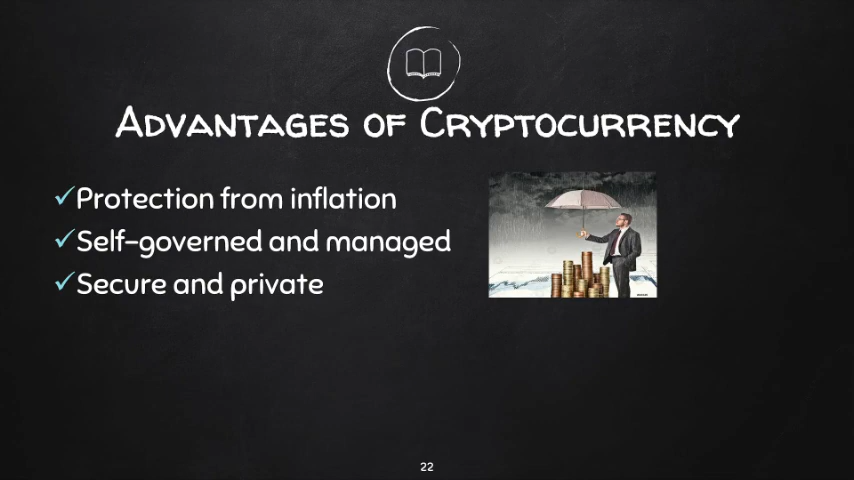 Advantages of Cryptocurrency
Protection from inflation
Self-governed and managed
Secure and private
22